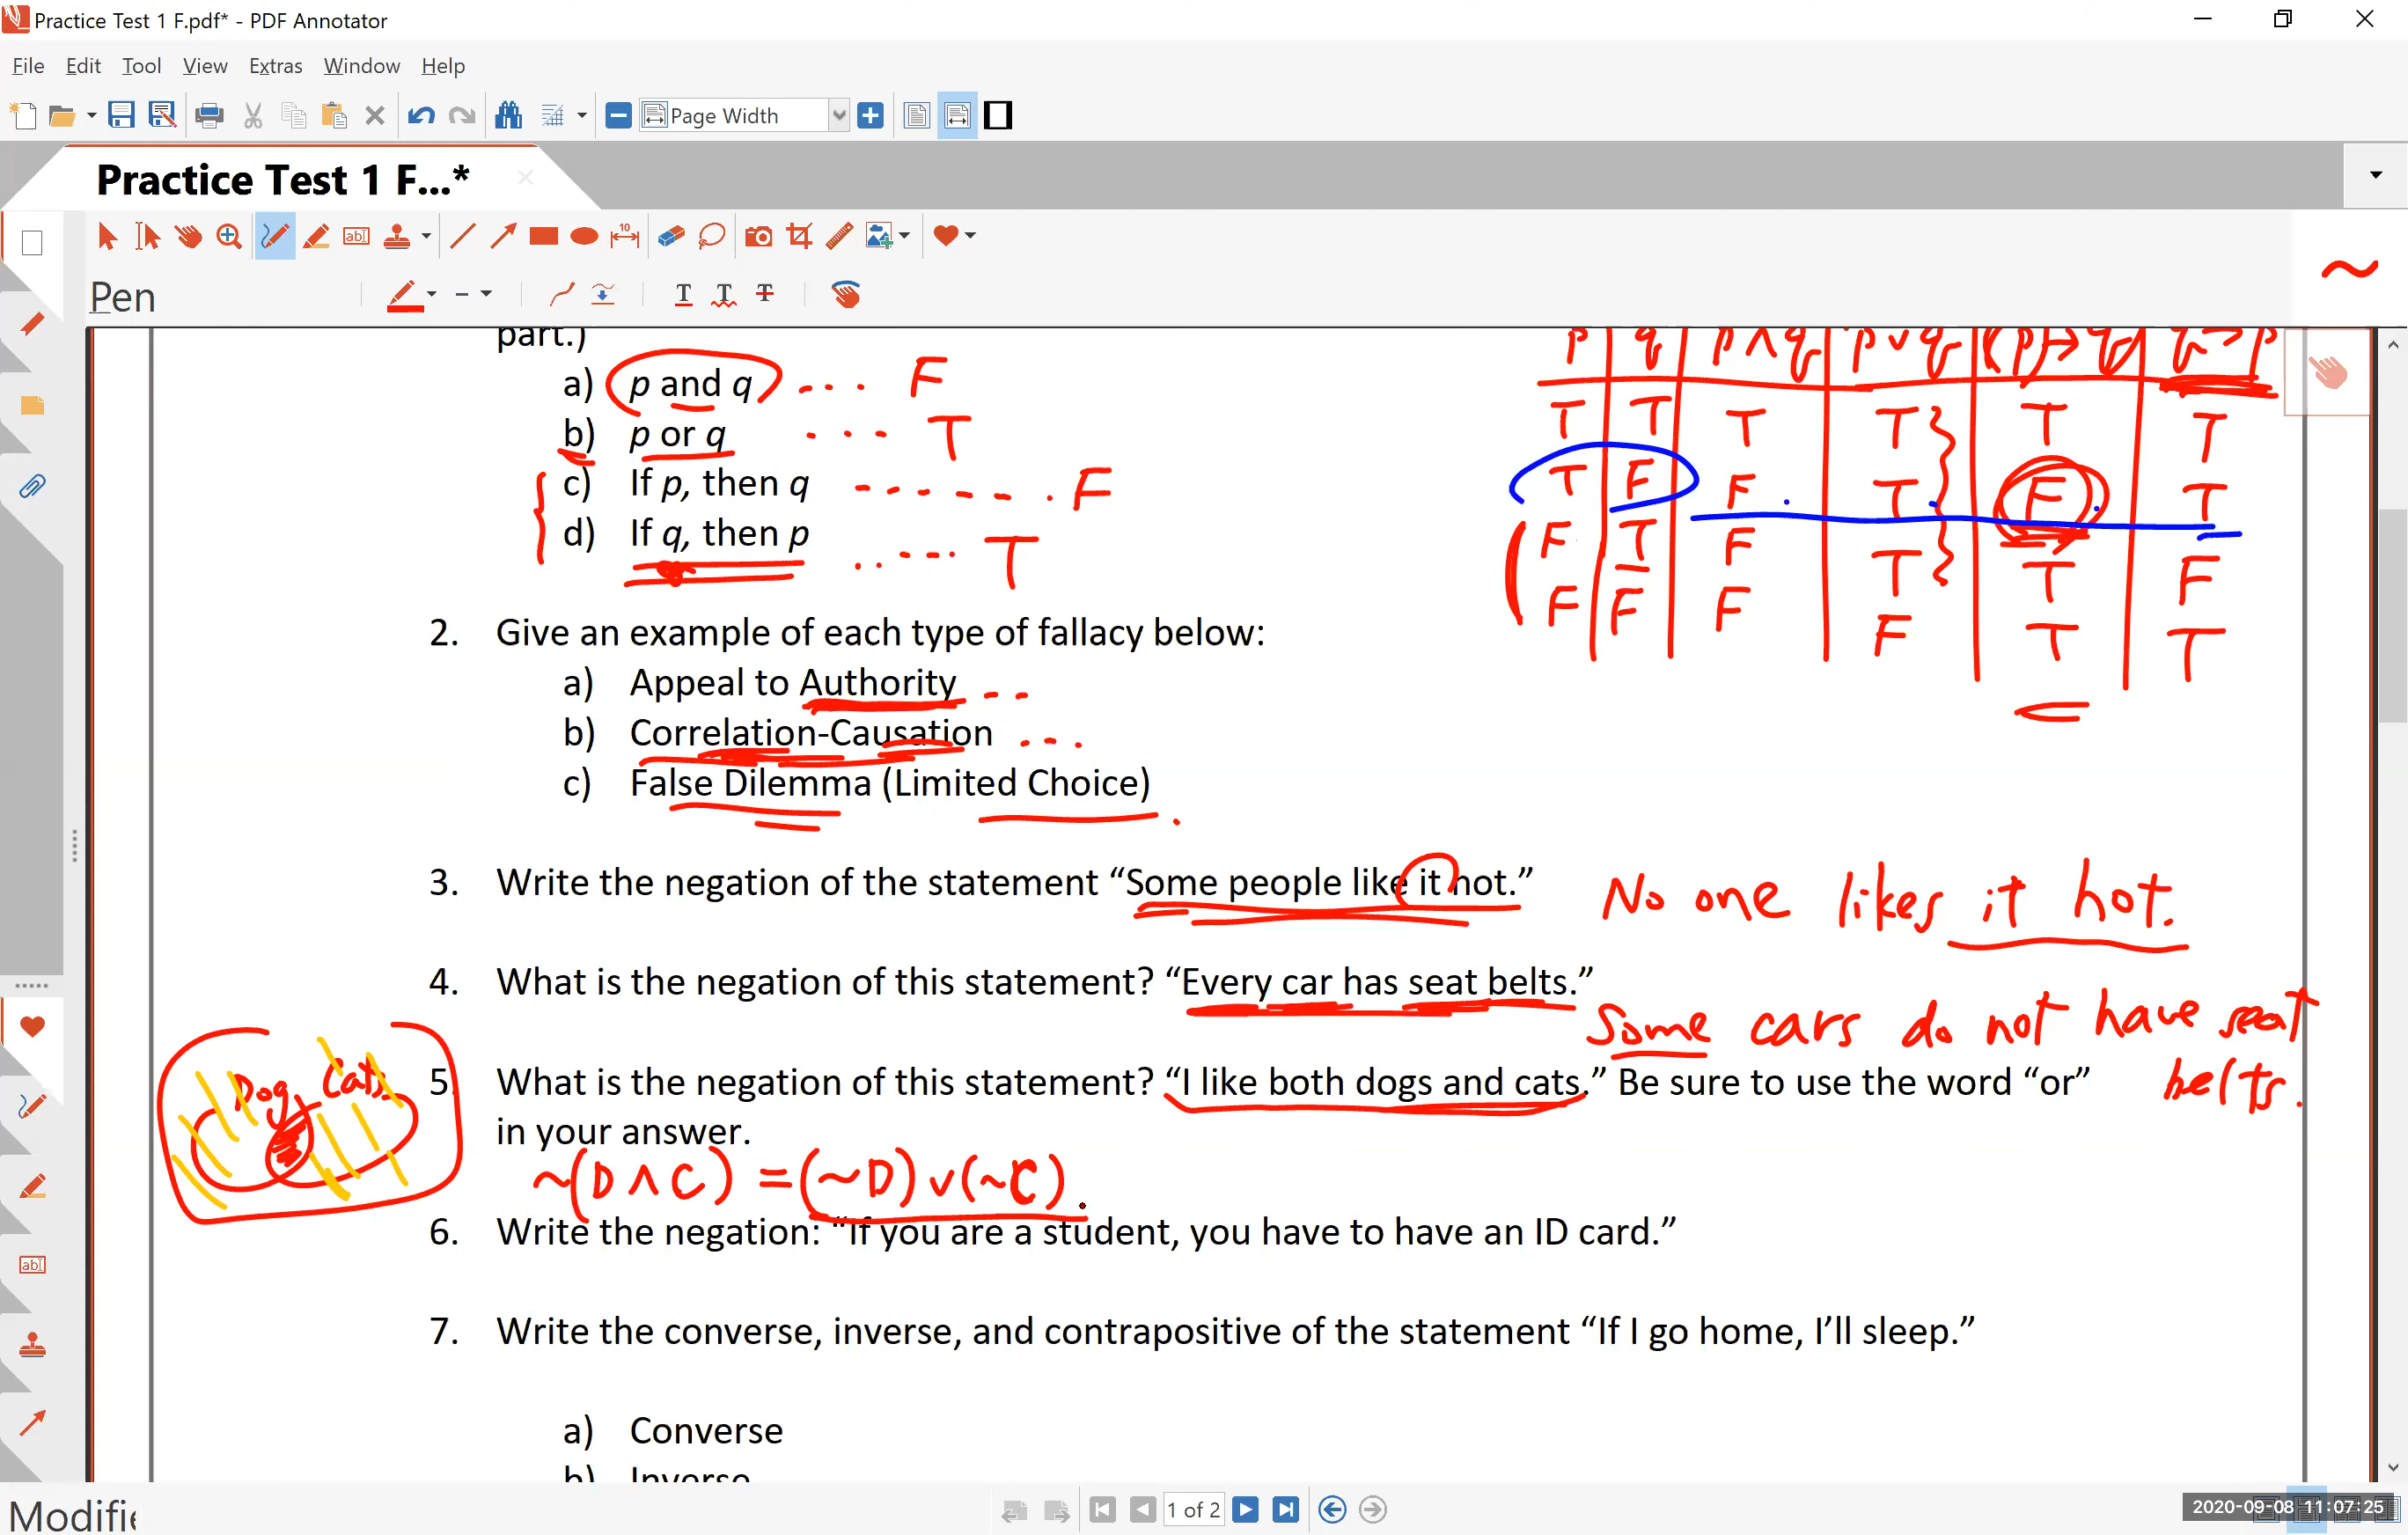 Practice Test 1 F.pdf* - PDF Annotator
File Edit Tool View Extras Window Help
Page Width
Practice Test 1 F...*
Pen
part.)
p q p ∧ q p ∨ q (p) → q q → p
a) p and q ... F
T T T T T T
b) p or q ... T
c) If p, then q ....... F
T F F T F T
d) If q, then p ..... T
F T F T T F
F F F F T T
2. Give an example of each type of fallacy below:
a) Appeal to Authority ..
b) Correlation-Causation ...
c) False Dilemma (Limited Choice) .
3. Write the negation of the statement “Some people like it hot.” No one likes it hot.
4. What is the negation of this statement? “Every car has seat belts.”
Some cars do not have seat
belts.
Dog Cats
5. What is the negation of this statement? “I like both dogs and cats.” Be sure to use the word “or”
in your answer.
~(D ∧ C) = (~D) ∨ (~C).
6. Write the negation: “If you are a student, you have to have an ID card.”
7. Write the converse, inverse, and contrapositive of the statement “If I go home, I’ll sleep.”
a) Converse
b) Inverse
Modifie
1 of 2
2020-09-08 11:07:25